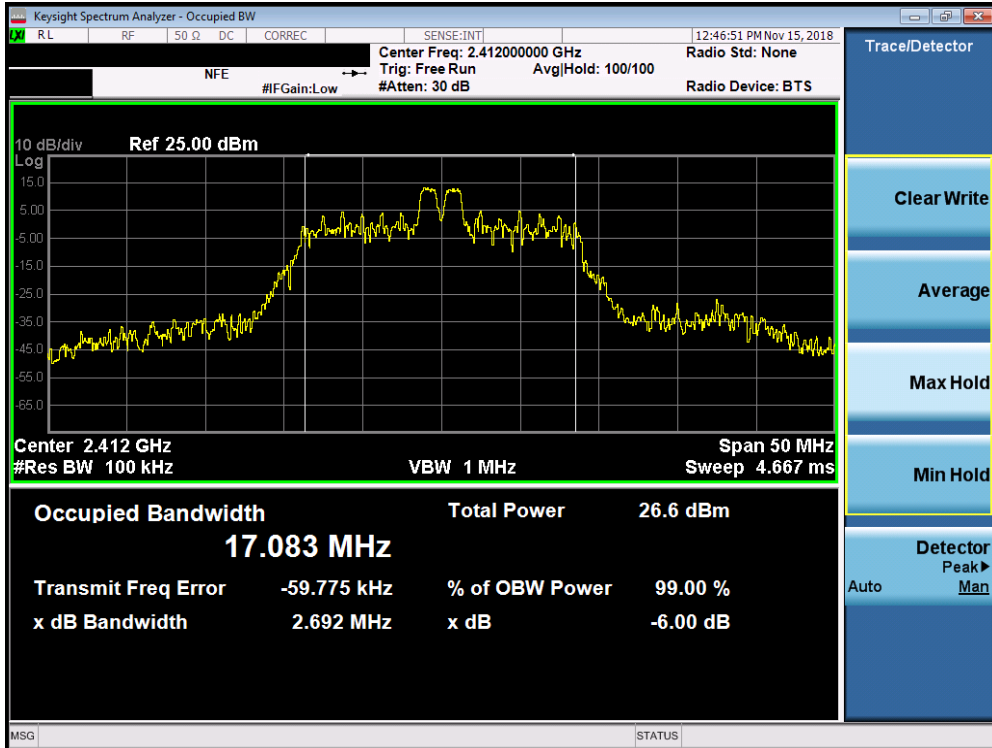 Keysight Spectrum Analyzer - Occupied BW
LXI RL RF 50 Ω DC CORREC SENSE:INT 12:46:51 PM Nov 15, 2018
Center Freq: 2.412000000 GHz Radio Std: None
NFE Trig: Free Run Avg|Hold: 100/100
#IFGain:Low #Atten: 30 dB Radio Device: BTS
Trace/Detector
10 dB/div Ref 25.00 dBm
Log
15.0
5.00
-5.00
-15.0
-25.0
-35.0
-45.0
-55.0
-65.0
Center 2.412 GHz Span 50 MHz
#Res BW 100 kHz VBW 1 MHz Sweep 4.667 ms
Occupied Bandwidth Total Power 26.6 dBm
17.083 MHz
Transmit Freq Error -59.775 kHz % of OBW Power 99.00 %
x dB Bandwidth 2.692 MHz x dB -6.00 dB
Clear Write
Average
Max Hold
Min Hold
Detector
Peak▶
Auto Man
MSG STATUS